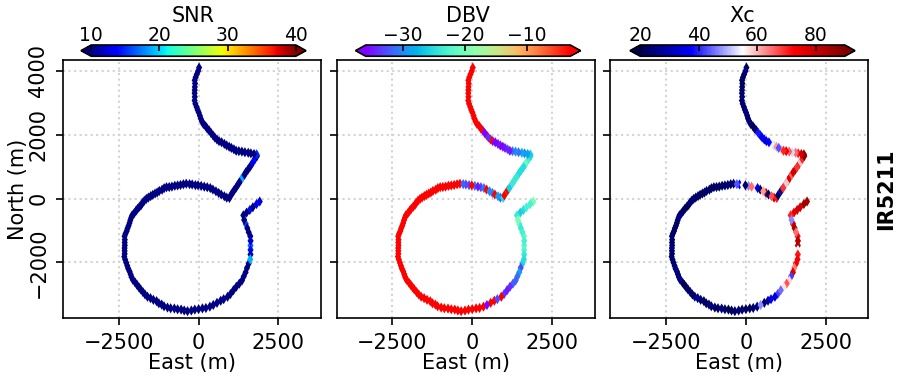 SNR DBV Xc
10 20 30 40 −30 −20 −10 20 40 60 80
4000
2000
0
−2000
North (m)
IR5211
−2500 0 2500 −2500 0 2500 −2500 0 2500
East (m) East (m) East (m)